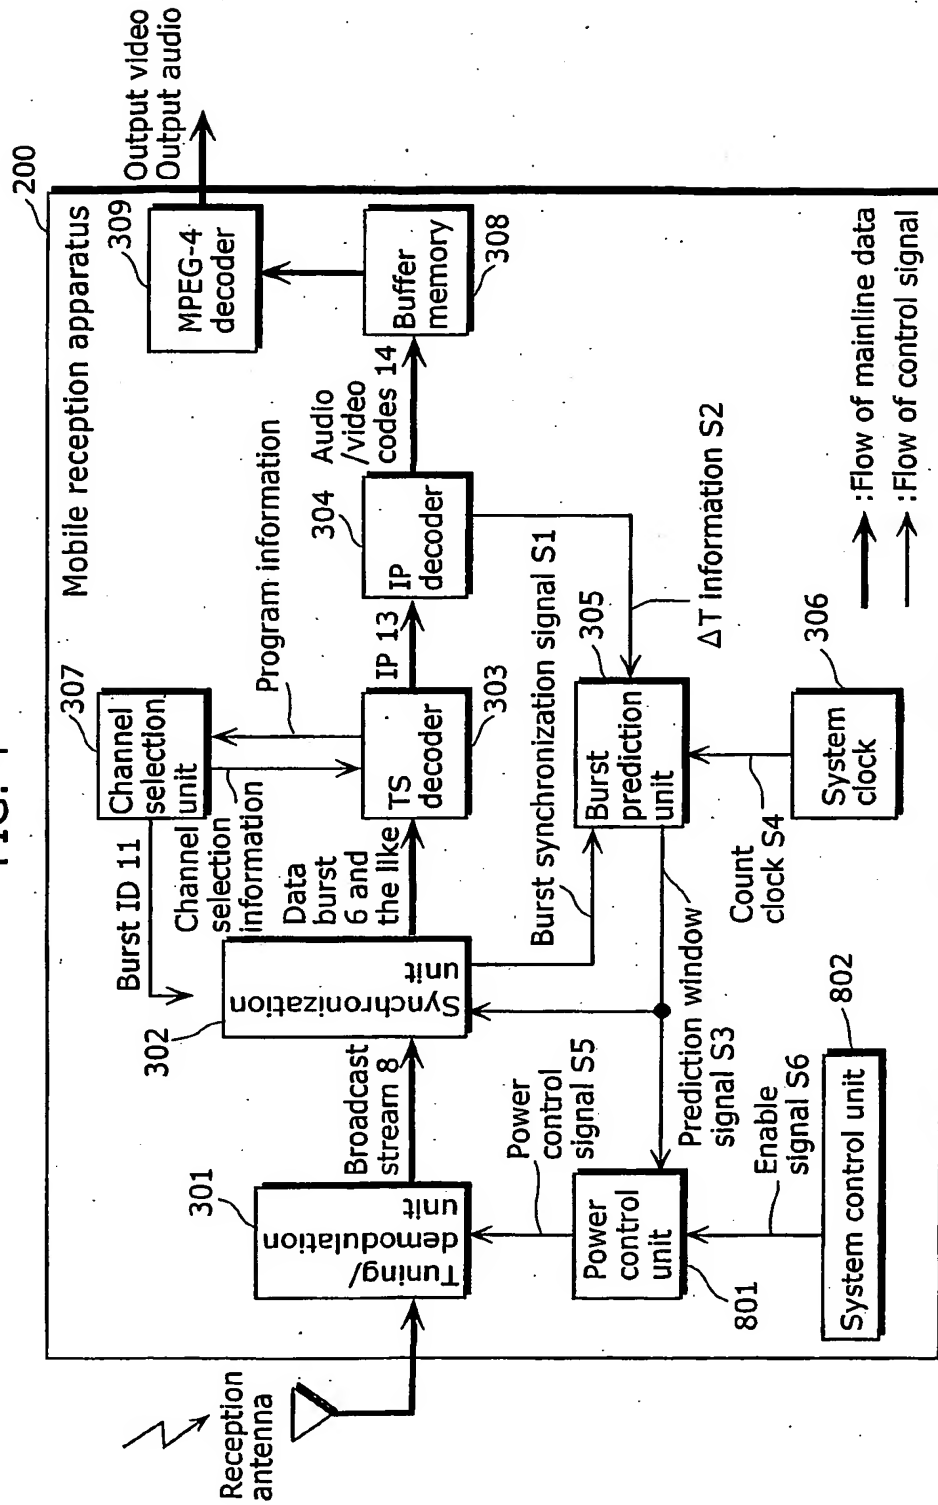 200
Mobile reception apparatus
Output video
Output audio
309
MPEG-4
decoder
Buffer
memory
308
Audio
/video
codes 14
304
IP
decoder
IP 13
Program information
307
Channel
selection
unit
Burst ID 11
Channel
selection
information
TS
decoder
303
Data
burst
6 and
the like
302
Synchronization
unit
Broadcast
stream 8
301
Tuning/
demodulation
unit
Reception
antenna
Burst synchronization signal S1
305
Burst
prediction
unit
ΔT information S2
306
System
clock
Count
clock S4
Prediction window
signal S3
Power
control
signal S5
Power
control
unit
801
Enable
signal S6
802
System control unit
:Flow of mainline data
:Flow of control signal